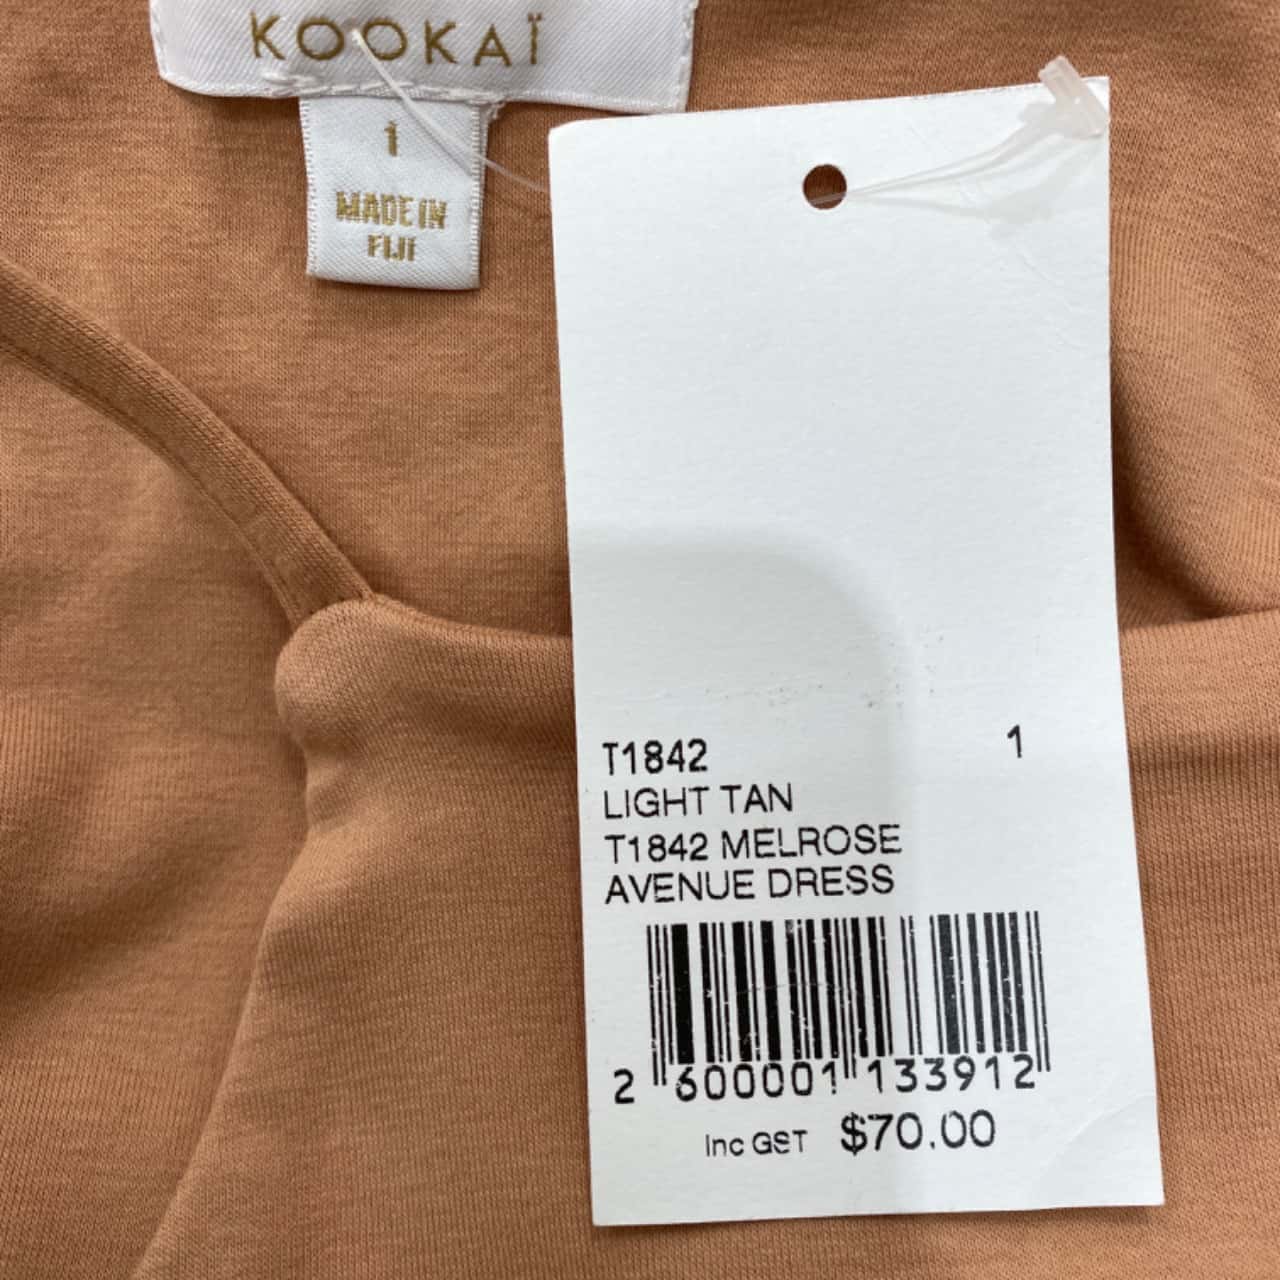 KOOKAÏ
1
MADE IN
FIJI
T1842 1
LIGHT TAN
T1842 MELROSE
AVENUE DRESS
2 600001 133912
Inc GST $70.00